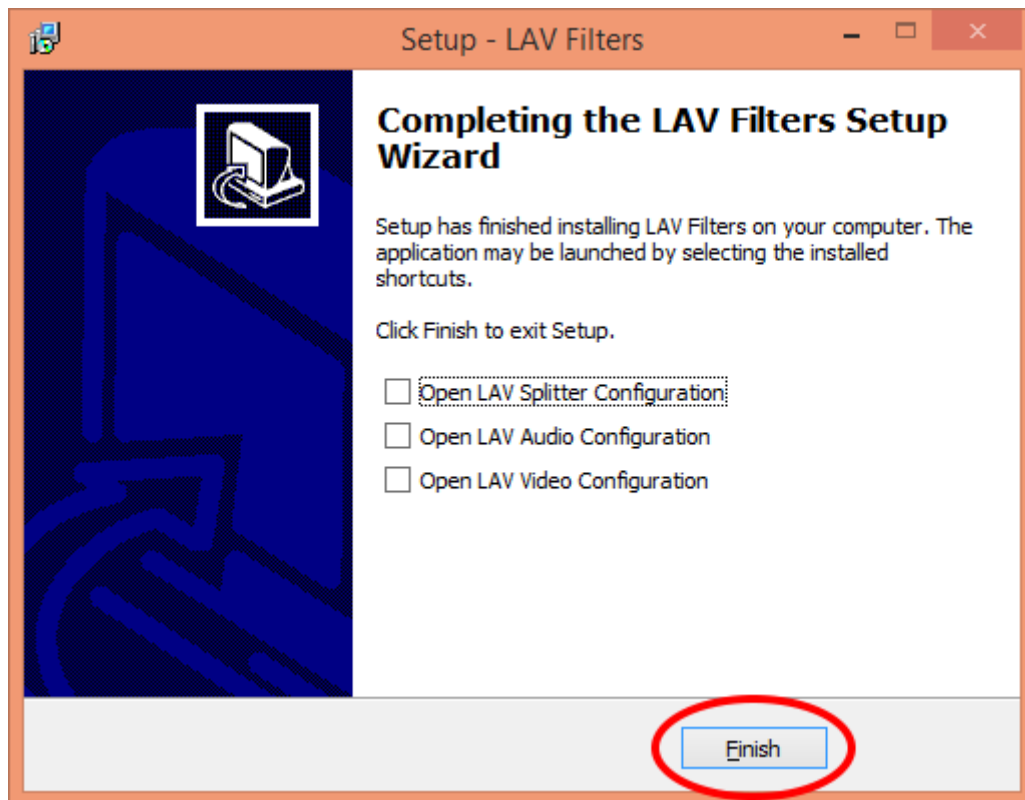 Setup - LAV Filters
Completing the LAV Filters Setup
Wizard
Setup has finished installing LAV Filters on your computer. The
application may be launched by selecting the installed
shortcuts.
Click Finish to exit Setup.
Open LAV Splitter Configuration
Open LAV Audio Configuration
Open LAV Video Configuration
Finish